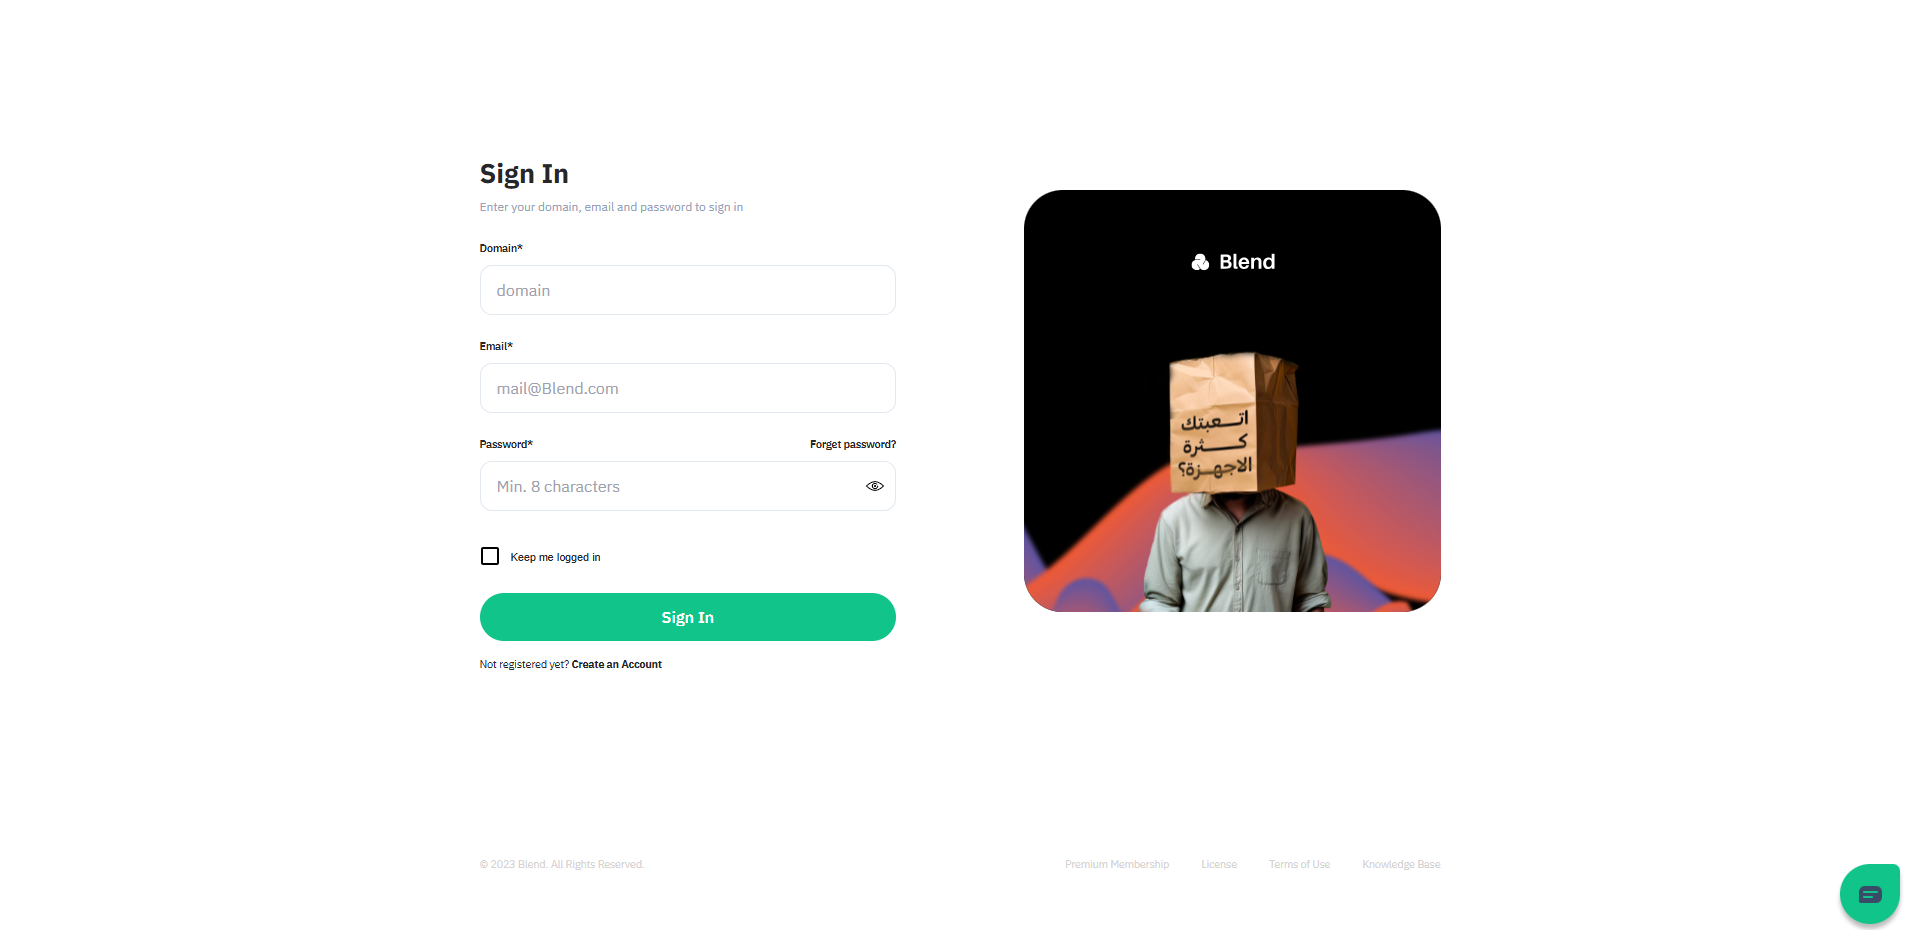 Sign In
Enter your domain, email and password to sign in
Domain*
domain
Email*
mail@Blend.com
Password*
Forget password?
Min. 8 characters
Keep me logged in
Sign In
Not registered yet? Create an Account
Blend
اتعبتك
كثرة
الاجهزة؟
© 2023 Blend. All Rights Reserved.
Premium Membership
License
Terms of Use
Knowledge Base